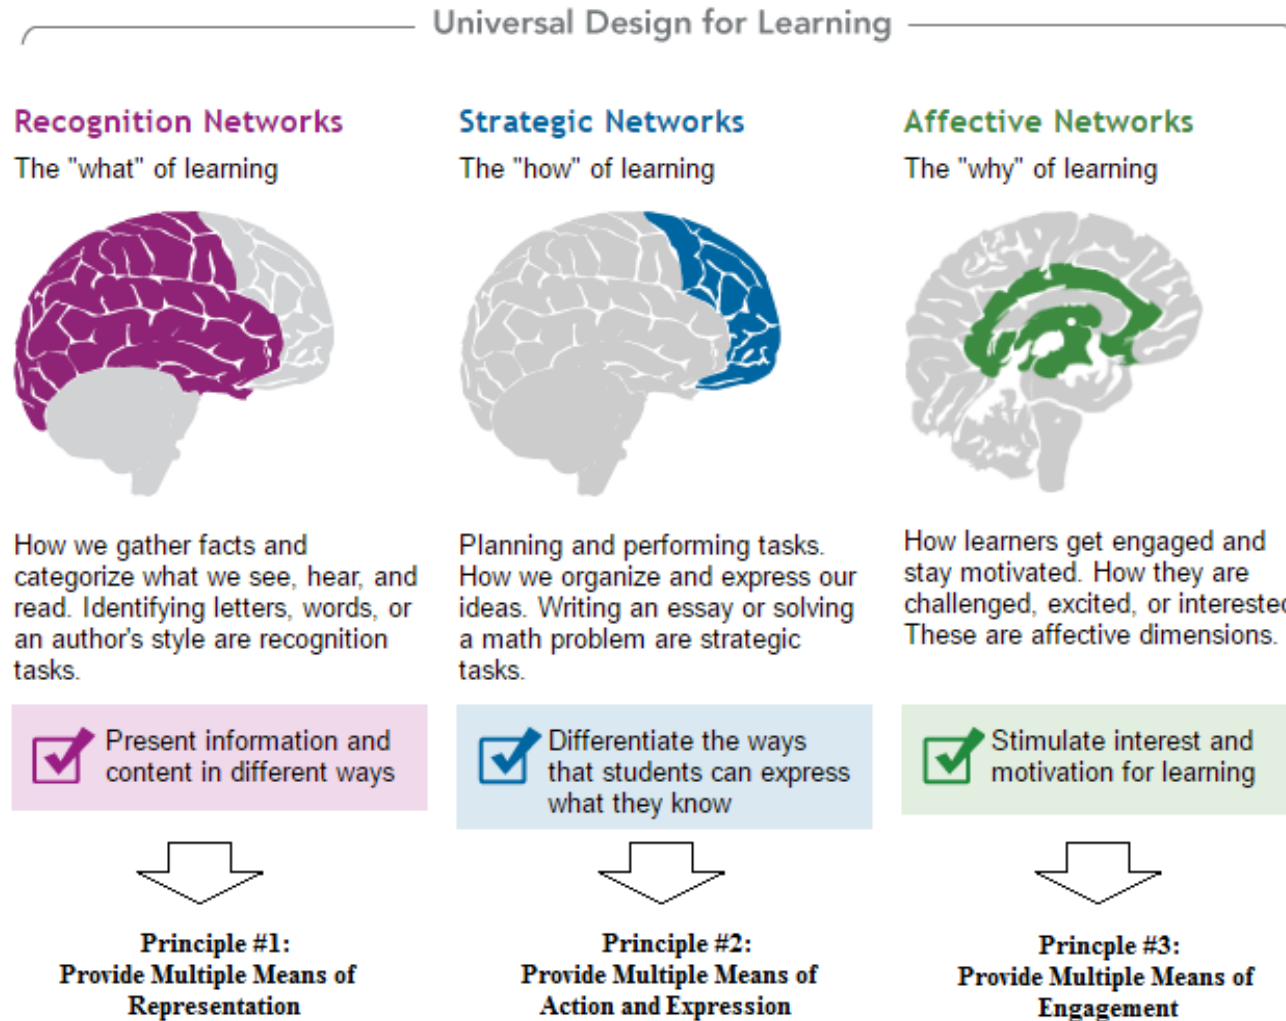 Universal Design for Learning
Recognition Networks
The "what" of learning
How we gather facts and
categorize what we see, hear, and
read. Identifying letters, words, or
an author's style are recognition
tasks.
Present information and
content in different ways
Principle #1:
Provide Multiple Means of
Representation
Strategic Networks
The "how" of learning
Planning and performing tasks.
How we organize and express our
ideas. Writing an essay or solving
a math problem are strategic
tasks.
Differentiate the ways
that students can express
what they know
Principle #2:
Provide Multiple Means of
Action and Expression
Affective Networks
The "why" of learning
How learners get engaged and
stay motivated. How they are
challenged, excited, or interested
These are affective dimensions.
Stimulate interest and
motivation for learning
Princple #3:
Provide Multiple Means of
Engagement